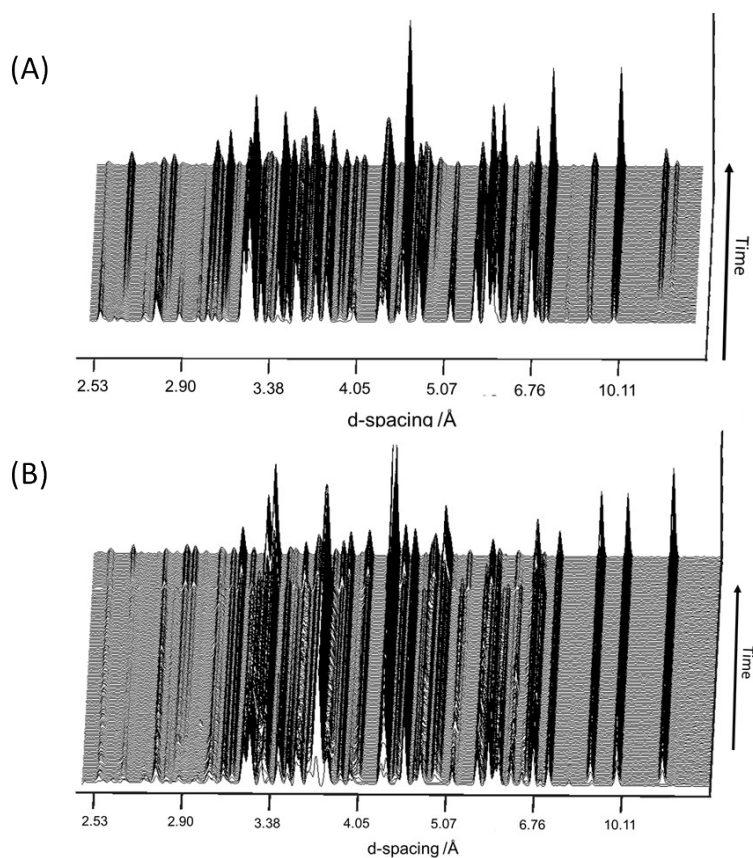 (A)
Time
2.53 2.90 3.38 4.05 5.07 6.76 10.11
d-spacing /Å
(B)
Time
2.53 2.90 3.38 4.05 5.07 6.76 10.11
d-spacing /Å